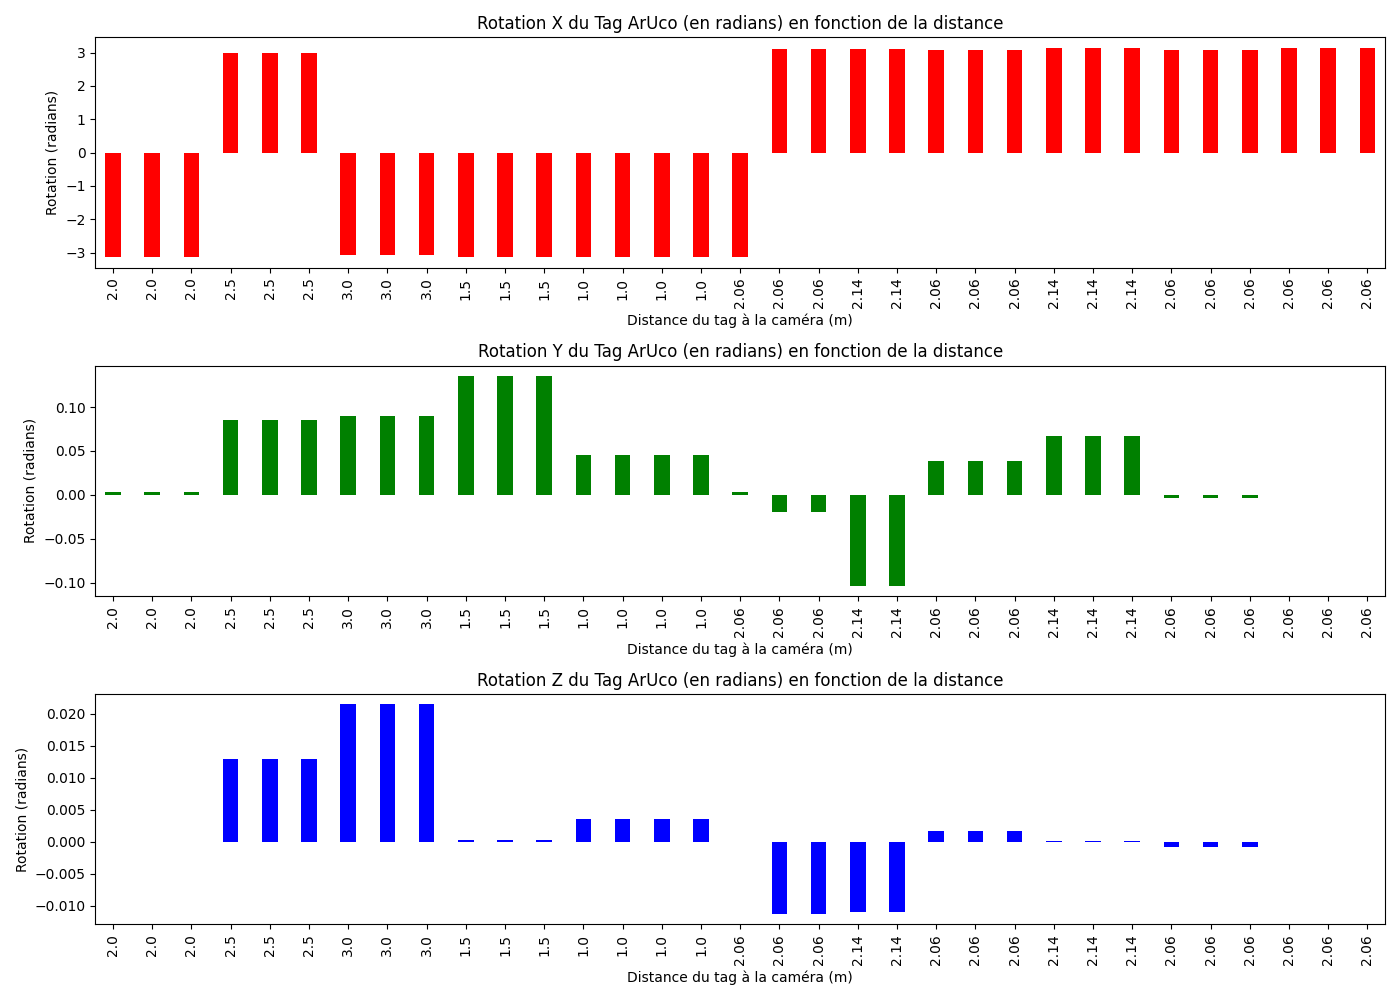 Rotation X du Tag ArUco (en radians) en fonction de la distance
Rotation (radians)
3
2
1
0
−1
−2
−3
2.0 2.0 2.0 2.5 2.5 2.5 3.0 3.0 3.0 1.5 1.5 1.5 1.0 1.0 1.0 1.0 2.06 2.06 2.06 2.14 2.14 2.06 2.06 2.06 2.14 2.14 2.14 2.06 2.06 2.06 2.06 2.06 2.06
Distance du tag à la caméra (m)
Rotation Y du Tag ArUco (en radians) en fonction de la distance
Rotation (radians)
0.10
0.05
0.00
−0.05
−0.10
2.0 2.0 2.0 2.5 2.5 2.5 3.0 3.0 3.0 1.5 1.5 1.5 1.0 1.0 1.0 1.0 2.06 2.06 2.06 2.14 2.14 2.06 2.06 2.06 2.14 2.14 2.14 2.06 2.06 2.06 2.06 2.06 2.06
Distance du tag à la caméra (m)
Rotation Z du Tag ArUco (en radians) en fonction de la distance
Rotation (radians)
0.020
0.015
0.010
0.005
0.000
−0.005
−0.010
2.0 2.0 2.0 2.5 2.5 2.5 3.0 3.0 3.0 1.5 1.5 1.5 1.0 1.0 1.0 1.0 2.06 2.06 2.06 2.14 2.14 2.06 2.06 2.06 2.14 2.14 2.14 2.06 2.06 2.06 2.06 2.06 2.06
Distance du tag à la caméra (m)